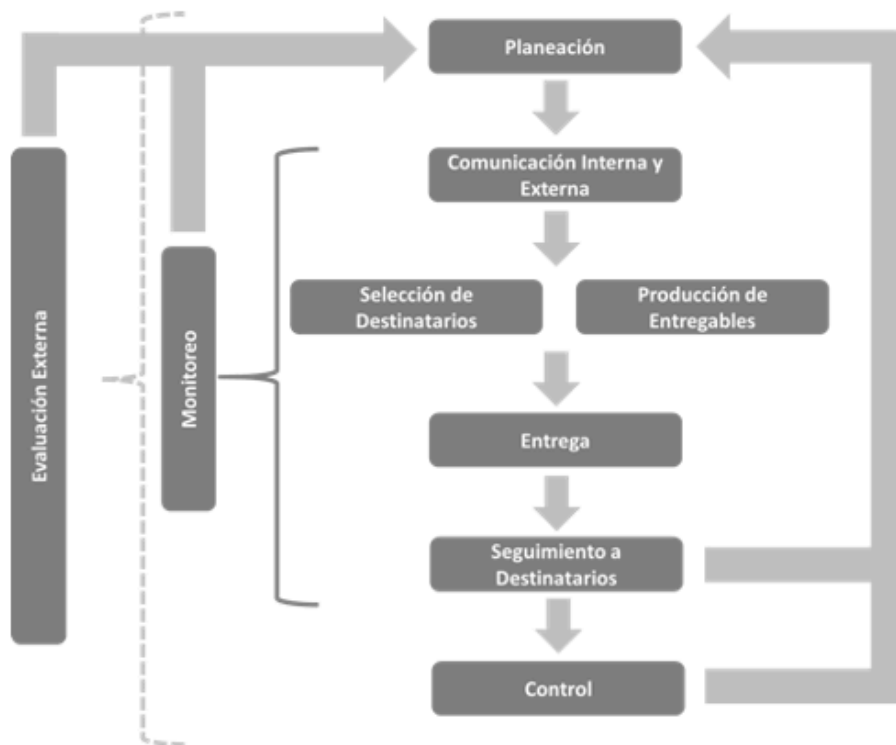 Planeación
Comunicación Interna y
Externa
Selección de
Destinatarios
Producción de
Entregables
Entrega
Seguimiento a
Destinatarios
Control
Monitoreo
Evaluación Externa